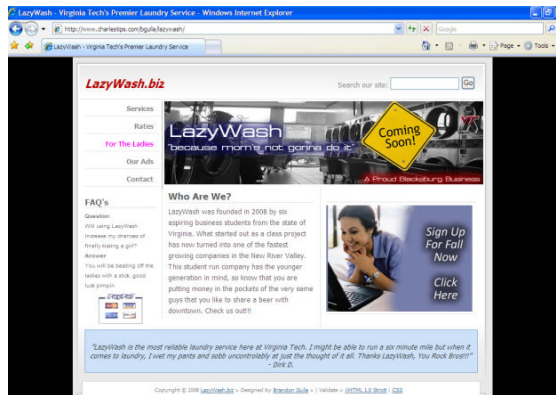 LazyWash - Virginia Tech's Premier Laundry Service - Windows Internet Explorer
http://www.charlestips.com/bgulla/lazywash/
Google
LazyWash - Virginia Tech's Premier Laundry Service
Page
Tools
LazyWash.biz
Search our site:
Go
Services
Rates
For The Ladies
Our Ads
Contact
LazyWash
"because mom's not gonna do it"
Coming
Soon!
A Proud Blacksburg Business
FAQ's
Question:
Will using LazyWash
increase my chances of
finally kissing a girl?
Answer:
You will be beating off the
ladies with a stick. good
luck pimpin.
PayPal
Who Are We?
LazyWash was founded in 2008 by six
aspiring business students from the state of
Virginia. What started out as a class project
has now turned into one of the fastest
growing companies in the New River Valley.
This student run company has the younger
generation in mind, so know that you are
putting money in the pockets of the very same
guys that you like to share a beer with
downtown. Check us out!!
Sign Up
For Fall
Now
Click
Here
"LazyWash is the most reliable laundry service here at Virginia Tech. I might be able to run a six minute mile but when it
comes to laundry, I wet my pants and sobb uncontrolably at just the thought of it all. Thanks LazyWash, You Rock Bros!!!"
- Dirk D.
Copyright © 2008 LazyWash.biz > Designed by Brandon Gulla > | Validate > XHTML 1.0 Strict | CSS